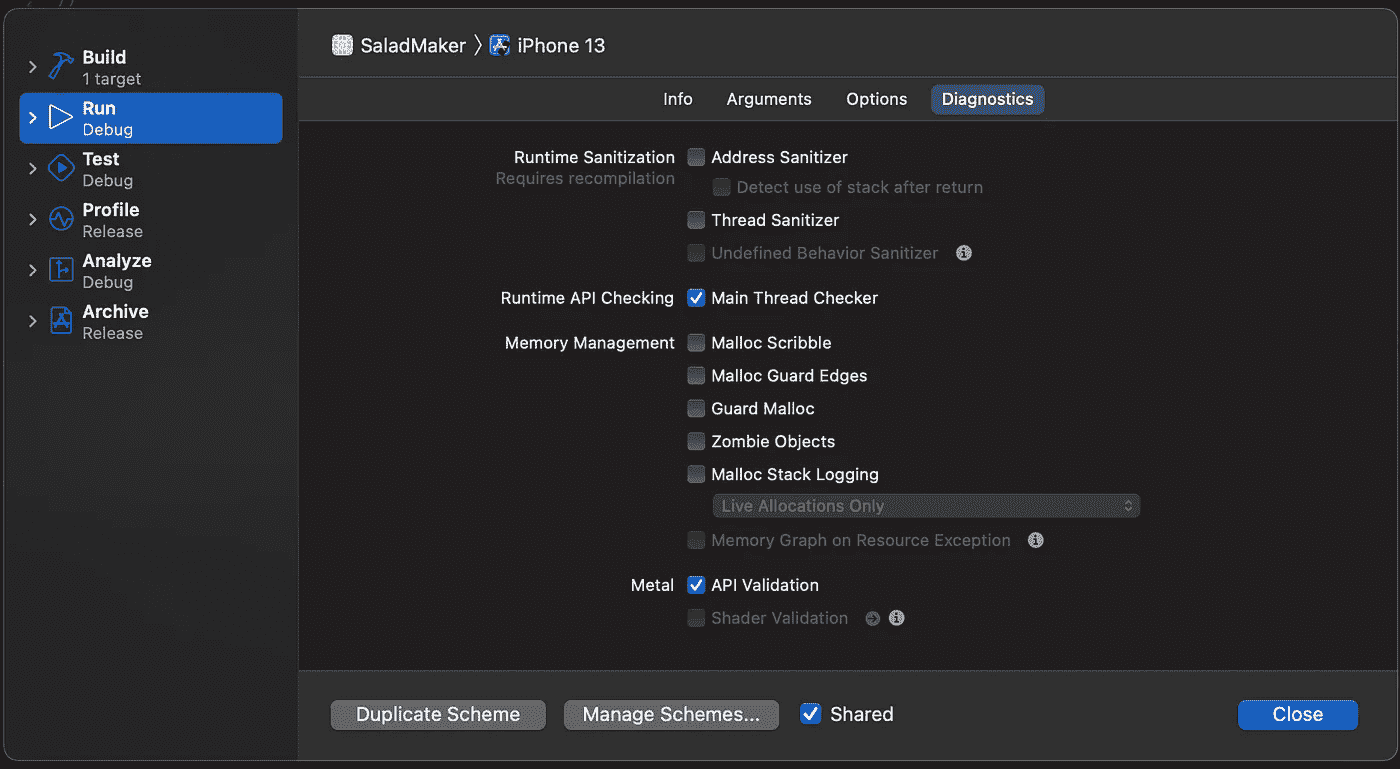 Build
1 target
Run
Debug
Test
Debug
Profile
Release
Analyze
Debug
Archive
Release
SaladMaker iPhone 13
Info Arguments Options Diagnostics
Runtime Sanitization Address Sanitizer
Requires recompilation
Detect use of stack after return
Thread Sanitizer
Undefined Behavior Sanitizer
Runtime API Checking Main Thread Checker
Memory Management Malloc Scribble
Malloc Guard Edges
Guard Malloc
Zombie Objects
Malloc Stack Logging
Live Allocations Only
Memory Graph on Resource Exception
Metal API Validation
Shader Validation
Duplicate Scheme Manage Schemes... Shared Close